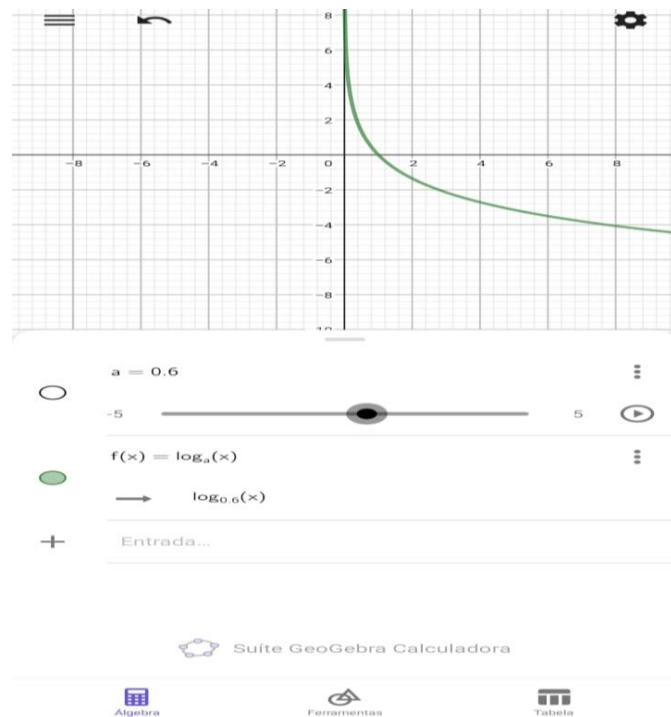 8
6
4
2
−8 −6 −4 −2 0 2 4 6 8
−2
−4
−6
−8
a = 0.6
-5 5
f(x) = logₐ(x)
log₀.₆(x)
Entrada...
Suíte GeoGebra Calculadora
Álgebra Ferramentas Tabela